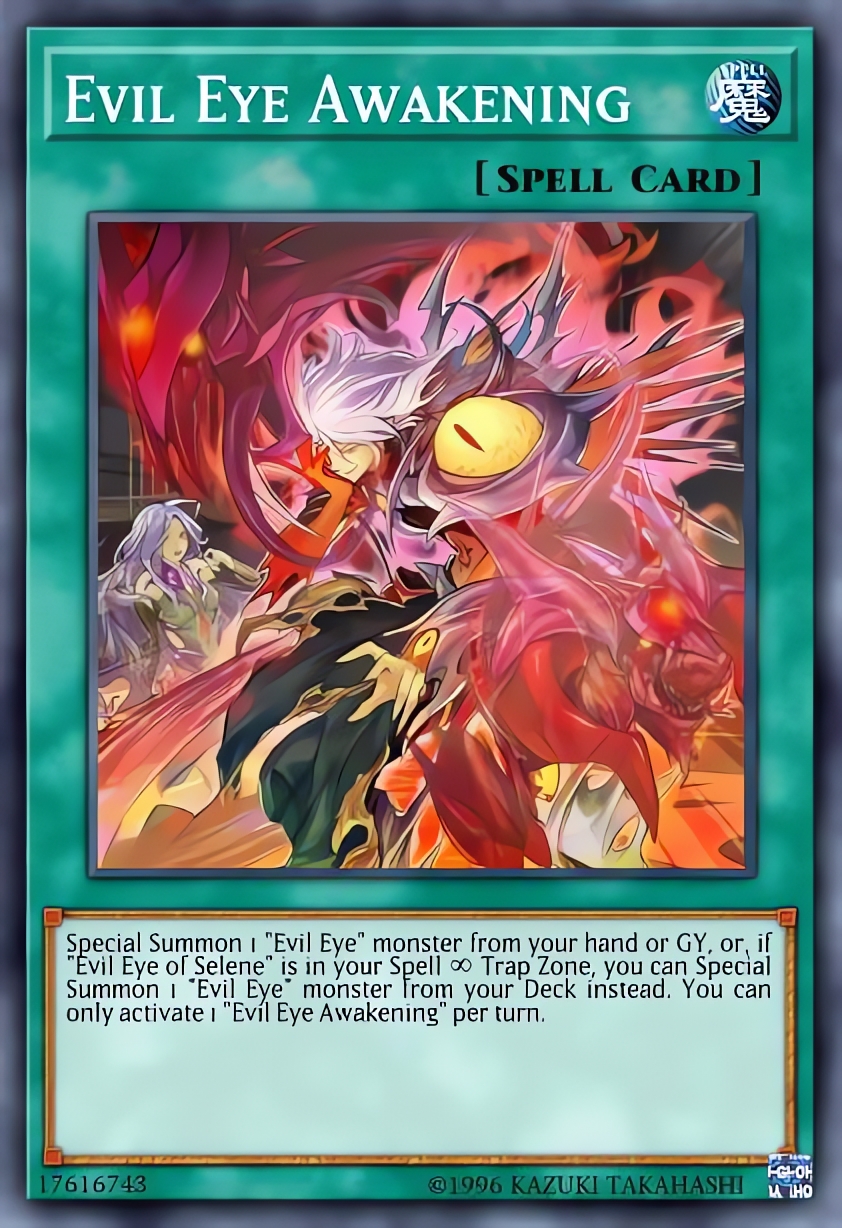 Evil Eye Awakening
魔
[Spell Card]
Special Summon 1 "Evil Eye" monster from your hand or GY, or, if
"Evil Eye of Selene" is in your Spell ∞ Trap Zone, you can Special
Summon 1 "Evil Eye" monster from your Deck instead. You can
only activate 1 "Evil Eye Awakening" per turn.
17616743
©1996 KAZUKI TAKAHASHI